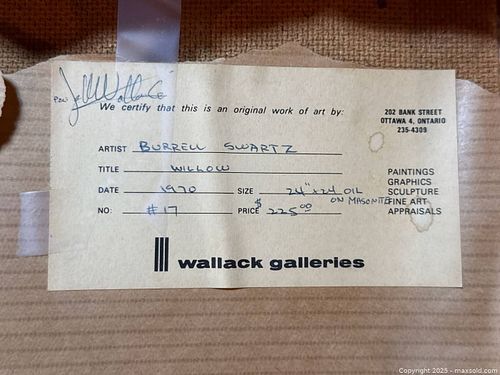 We certify that this is an original work of art by:
202 BANK STREET
OTTAWA 4, ONTARIO
235-4309
ARTIST BURRELL SWARTZ
TITLE WILLOW
DATE 1970 SIZE 24" x 24 OIL
ON MASONITE
NO: #17 PRICE $225.00
PAINTINGS
GRAPHICS
SCULPTURE
FINE ART
APPRAISALS
wallack galleries
Copyright © 2025 - maxsold.com